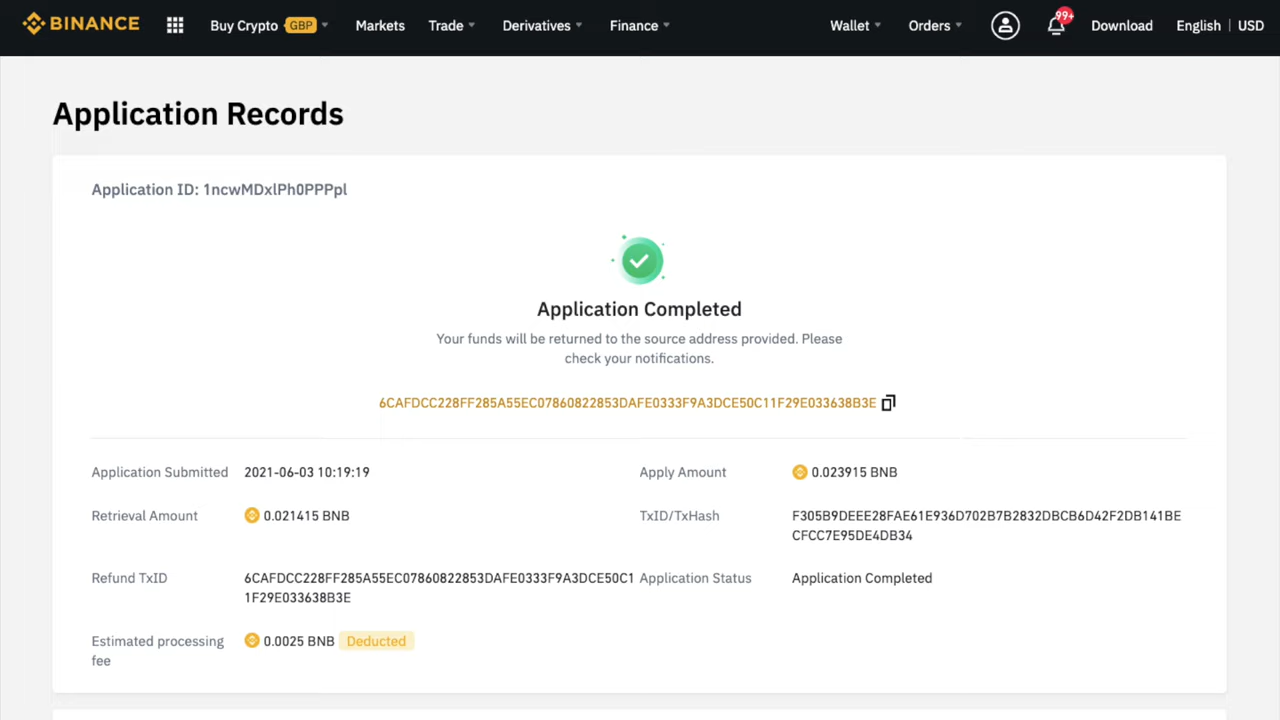 BINANCE Buy Crypto GBP Markets Trade Derivatives Finance Wallet Orders 99+ Download English | USD
Application Records
Application ID: 1ncwMDxlPh0PPPpl
Application Completed
Your funds will be returned to the source address provided. Please
check your notifications.
6CAFDCC228FF285A55EC07860822853DAFE0333F9A3DCE50C11F29E033638B3E
Application Submitted 2021-06-03 10:19:19 Apply Amount 0.023915 BNB
Retrieval Amount 0.021415 BNB TxID/TxHash F305B9DEEE28FAE61E936D702B7B2832DBCB6D42F2DB141BE
CFCC7E95DE4DB34
Refund TxID 6CAFDCC228FF285A55EC07860822853DAFE0333F9A3DCE50C1 Application Status Application Completed
1F29E033638B3E
Estimated processing 0.0025 BNB Deducted
fee